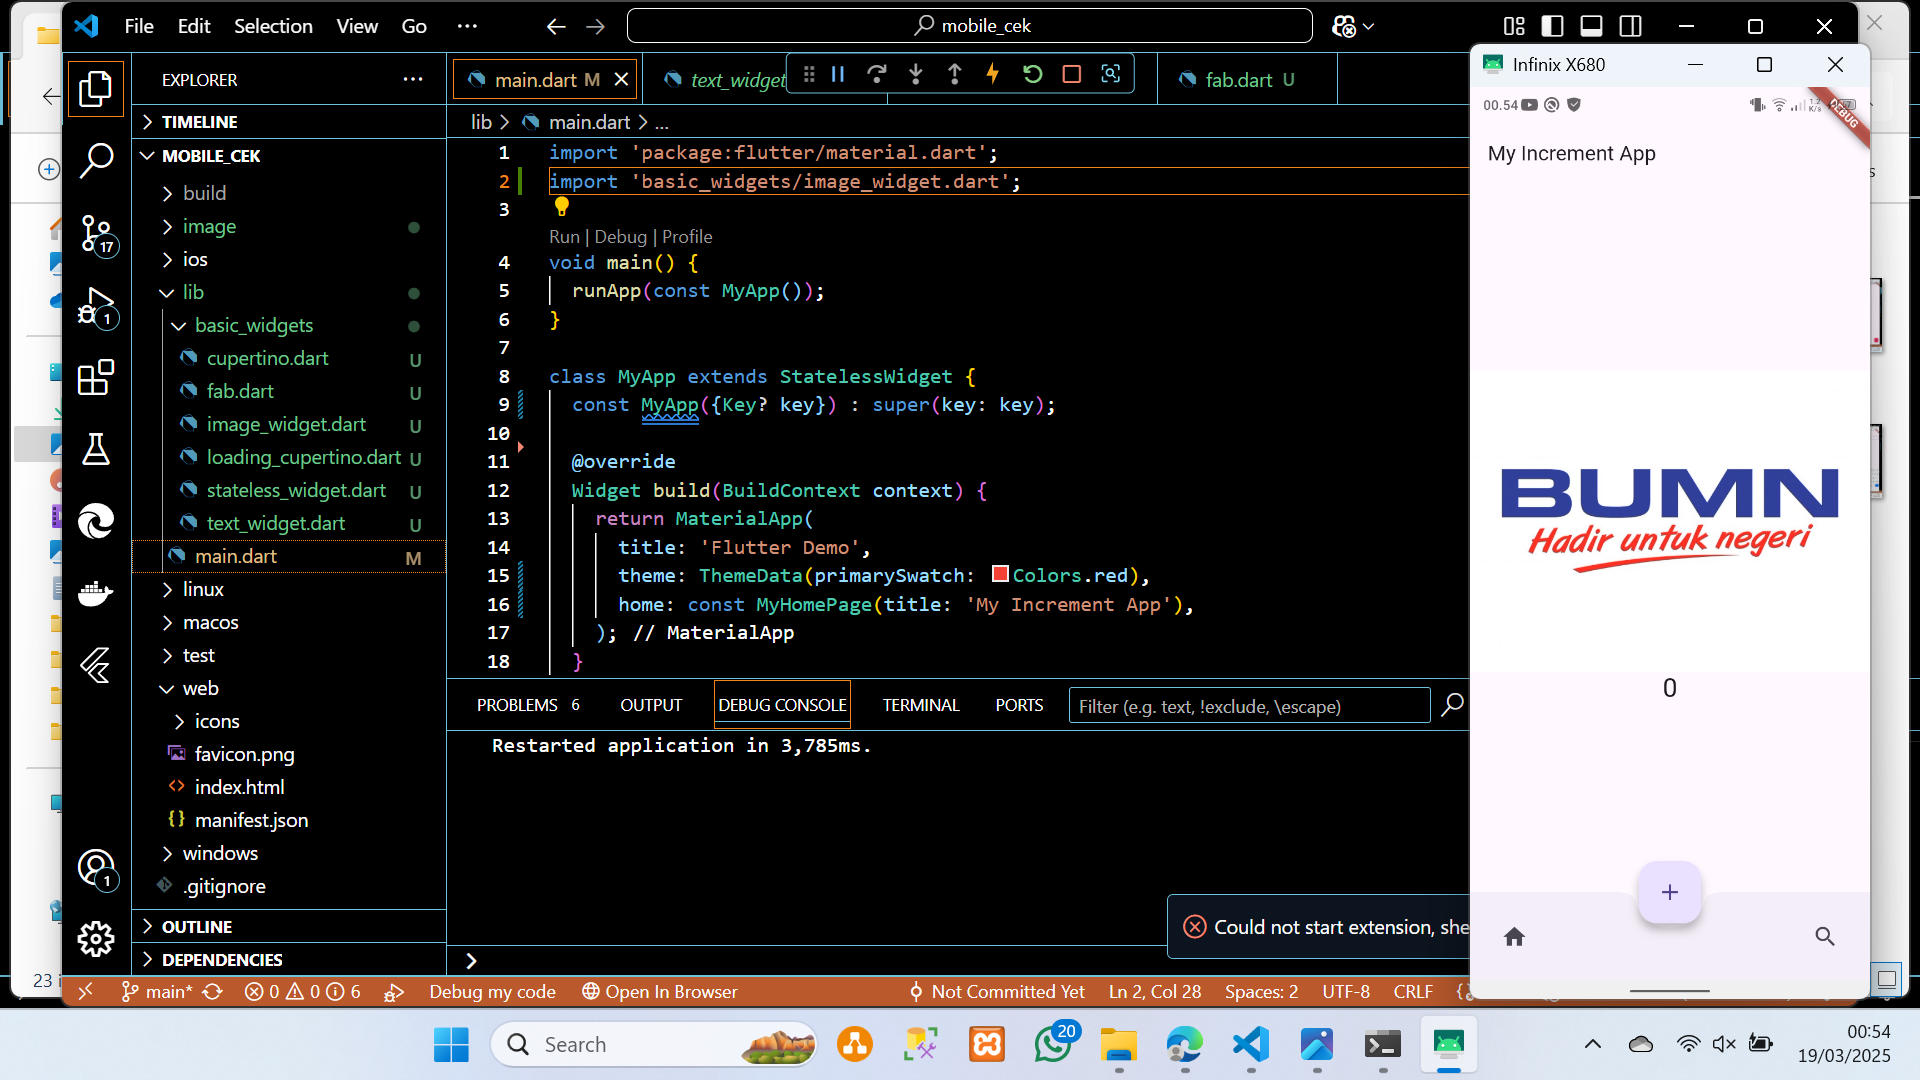 File Edit Selection View Go ··· mobile_cek
EXPLORER ···
TIMELINE
MOBILE_CEK
build
image
ios
lib
basic_widgets
cupertino.dart U
fab.dart U
image_widget.dart U
loading_cupertino.dart U
stateless_widget.dart U
text_widget.dart U
main.dart M
linux
macos
test
web
icons
favicon.png
index.html
manifest.json
windows
.gitignore
OUTLINE
DEPENDENCIES
17
1
1
23
main.dart M text_widget fab.dart U
lib > main.dart > ...
1 import 'package:flutter/material.dart';
2 import 'basic_widgets/image_widget.dart';
3
Run | Debug | Profile
4 void main() {
5 runApp(const MyApp());
6 }
7
8 class MyApp extends StatelessWidget {
9 const MyApp({Key? key}) : super(key: key);
10
11 @override
12 Widget build(BuildContext context) {
13 return MaterialApp(
14 title: 'Flutter Demo',
15 theme: ThemeData(primarySwatch: Colors.red),
16 home: const MyHomePage(title: 'My Increment App'),
17 ); // MaterialApp
18 }
PROBLEMS 6 OUTPUT DEBUG CONSOLE TERMINAL PORTS Filter (e.g. text, !exclude, \escape)
Restarted application in 3,785ms.
Could not start extension, she
main* 0 0 6 Debug my code Open In Browser Not Committed Yet Ln 2, Col 28 Spaces: 2 UTF-8 CRLF {
Infinix X680
00.54 1.2 K/s
DEBUG
My Increment App
BUMN
Hadir untuk negeri
0
+
Search
20
00:54
19/03/2025